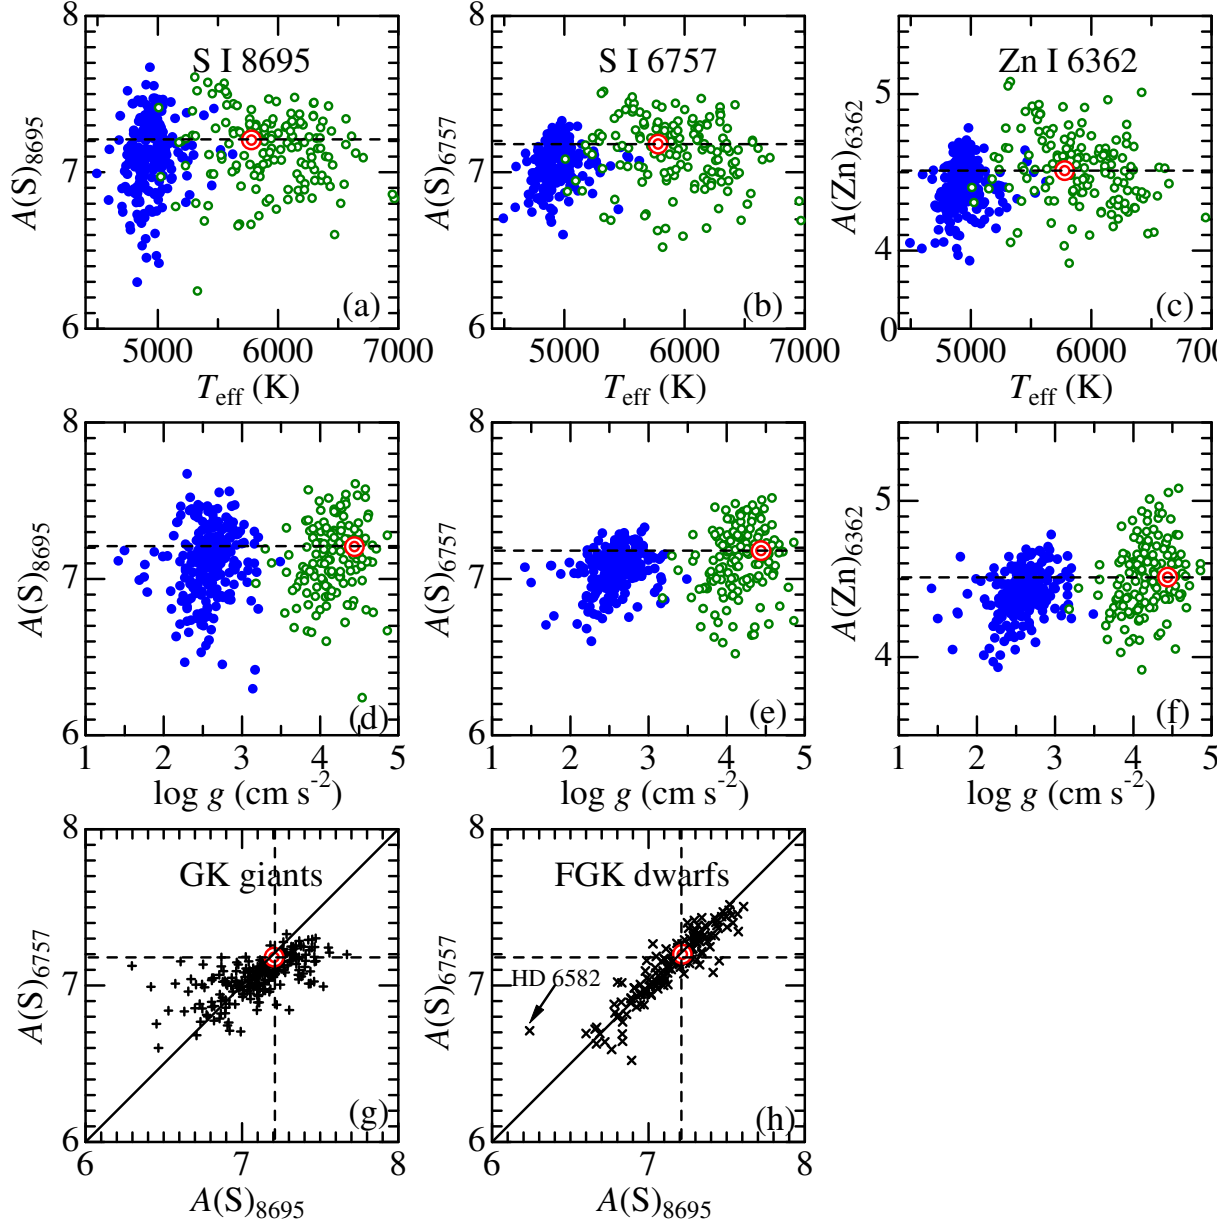 8
7
6
S I 8695
A(S)8695
(a)
5000 6000 7000
Teff (K)
8
7
6
S I 6757
A(S)6757
(b)
5000 6000 7000
Teff (K)
5
4
0
Zn I 6362
A(Zn)6362
(c)
5000 6000 700
Teff (K)
8
7
6
A(S)8695
(d)
1 2 3 4 5
log g (cm s-2)
8
7
6
A(S)6757
(e)
1 2 3 4 5
log g (cm s-2)
5
4
A(Zn)6362
(f)
1 2 3 4 5
log g (cm s-2)
8
7
6
GK giants
A(S)6757
(g)
6 7 8
A(S)8695
8
7
6
FGK dwarfs
A(S)6757
HD 6582
(h)
6 7 8
A(S)8695